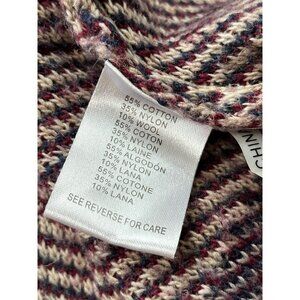 55% COTTON
35% NYLON
10% WOOL
55% COTON
35% NYLON
10% LAINE
55% ALGODÓN
35% NYLON
10% LANA
55% COTONE
35% NYLON
10% LANA
SEE REVERSE FOR CARE
CHIN